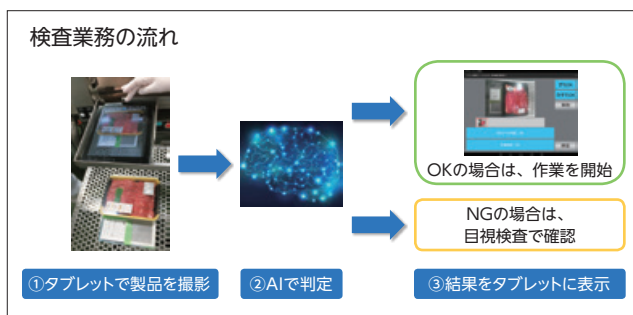 検査業務の流れ
OKの場合は、作業を開始
NGの場合は、
目視検査で確認
①タブレットで製品を撮影
②AIで判定
③結果をタブレットに表示